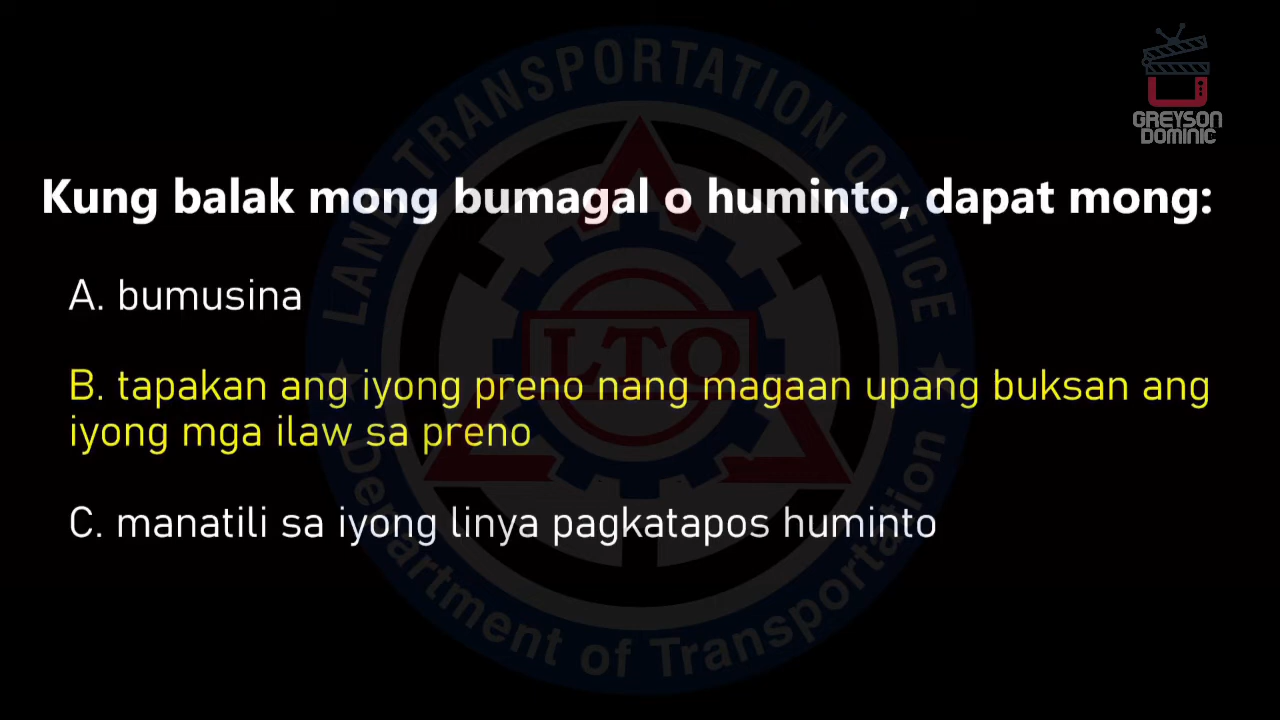 GREYSON
DOMINIC
LAND TRANSPORTATION OFFICE
Kung balak mong bumagal o huminto, dapat mong:
A. bumusina
LTO
B. tapakan ang iyong preno nang magaan upang buksan ang
iyong mga ilaw sa preno
C. manatili sa iyong linya pagkatapos huminto
Department of Transportation